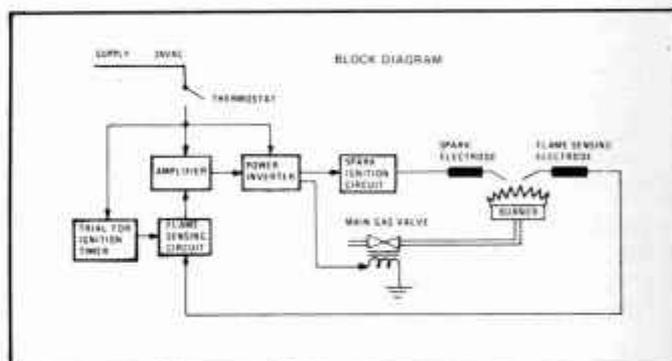 BLOCK DIAGRAM
SUPPLY 24VAC
THERMOSTAT
AMPLIFIER
POWER
INVERTER
SPARK
IGNITION
CIRCUIT
SPARK
ELECTRODE
FLAME SENSING
ELECTRODE
BURNER
TRIAL FOR
IGNITION
TIMER
FLAME
SENSING
CIRCUIT
MAIN GAS VALVE